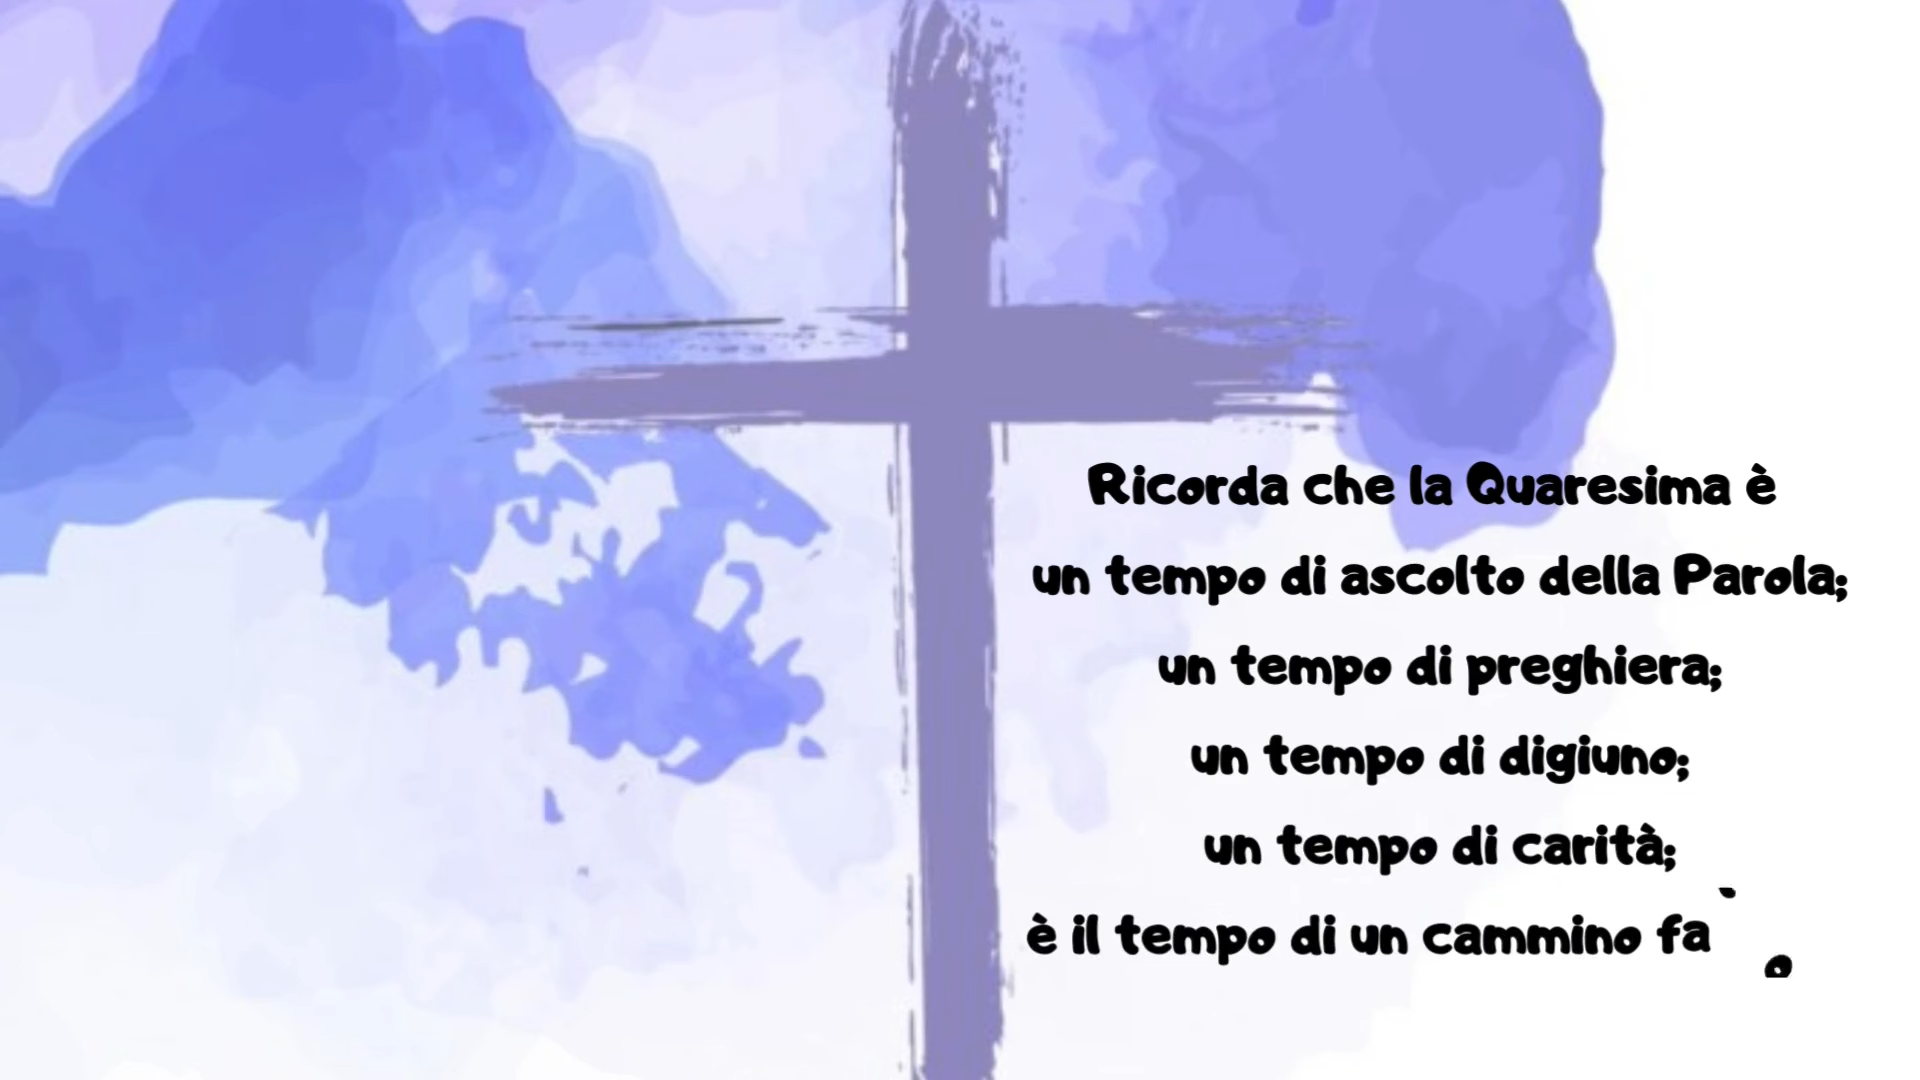 Ricorda che la Quaresima è
un tempo di ascolto della Parola;
un tempo di preghiera;
un tempo di digiuno;
un tempo di carità;
è il tempo di un cammino